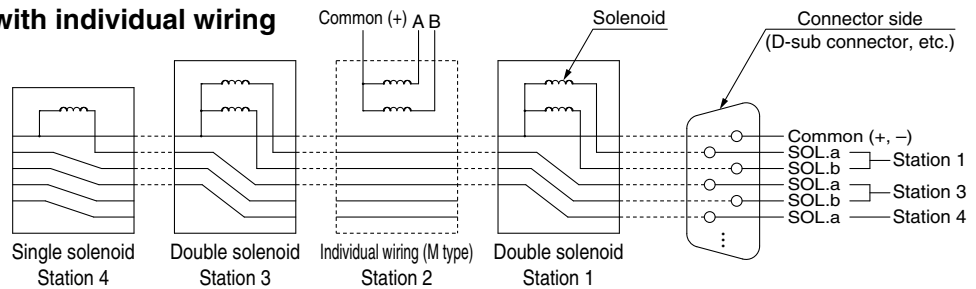 with individual wiring
Common (+) A B
Solenoid
Connector side
(D-sub connector, etc.)
Common (+, –)
SOL.a
SOL.b
Station 1
SOL.a
SOL.b
Station 3
SOL.a
Station 4
Single solenoid
Station 4
Double solenoid
Station 3
Individual wiring (M type)
Station 2
Double solenoid
Station 1